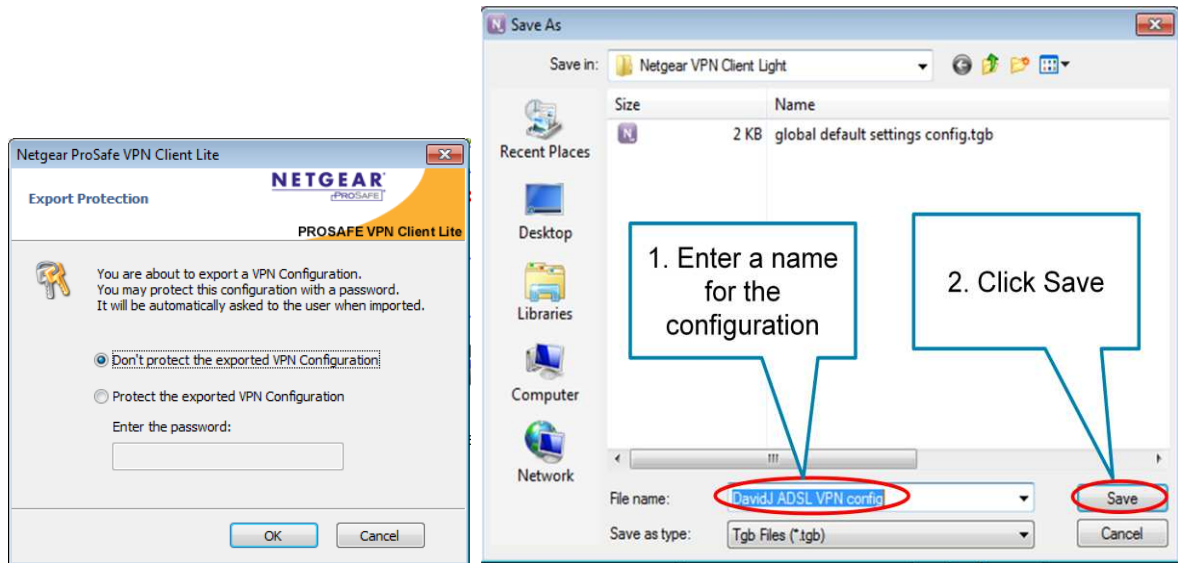 Netgear ProSafe VPN Client Lite
Export Protection
NETGEAR
PROSAFE
PROSAFE VPN Client Lite
You are about to export a VPN Configuration.
You may protect this configuration with a password.
It will be automatically asked to the user when imported.
Don't protect the exported VPN Configuration
Protect the exported VPN Configuration
Enter the password:
OK
Cancel
Save As
Save in:
Netgear VPN Client Light
Size
Name
2 KB
global default settings config.tgb
Recent Places
Desktop
Libraries
Computer
Network
1. Enter a name
for the
configuration
2. Click Save
File name:
DavidJ ADSL VPN config
Save
Save as type:
Tgb Files (*.tgb)
Cancel